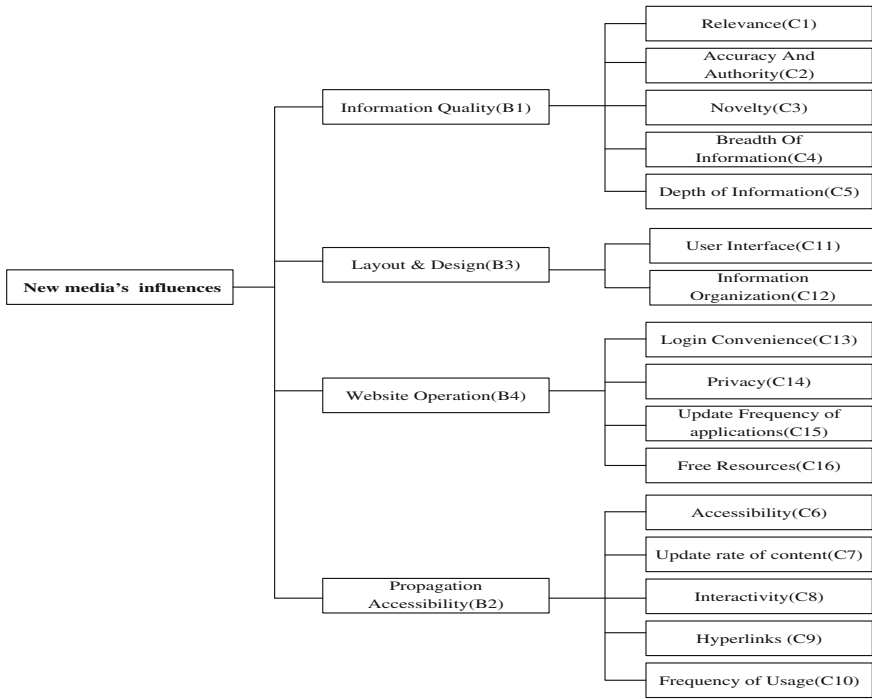 New media's influences
Information Quality(B1)
Relevance(C1)
Accuracy And
Authority(C2)
Novelty(C3)
Breadth Of
Information(C4)
Depth of Information(C5)
Layout & Design(B3)
User Interface(C11)
Information
Organization(C12)
Website Operation(B4)
Login Convenience(C13)
Privacy(C14)
Update Frequency of
applications(C15)
Free Resources(C16)
Propagation
Accessibility(B2)
Accessibility(C6)
Update rate of content(C7)
Interactivity(C8)
Hyperlinks (C9)
Frequency of Usage(C10)